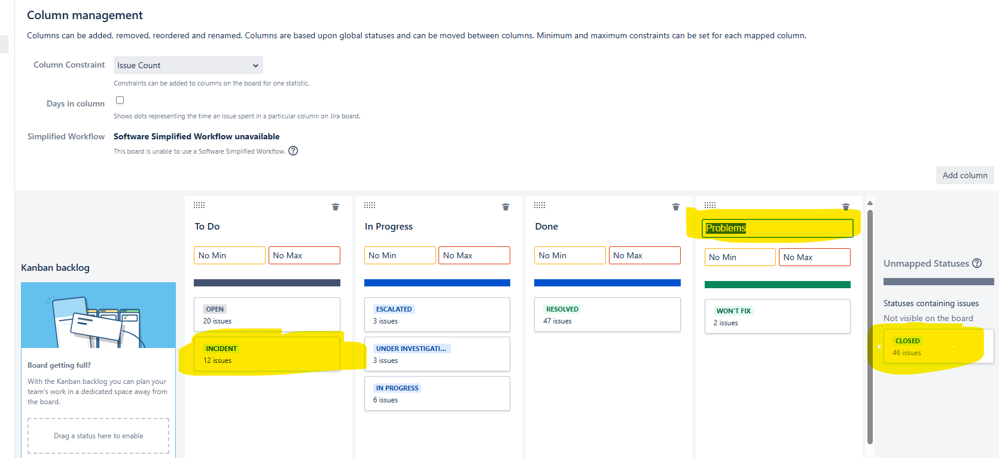 Column management
Columns can be added, removed, reordered and renamed. Columns are based upon global statuses and can be moved between columns. Minimum and maximum constraints can be set for each mapped column.
Column Constraint
Issue Count
Constraints can be added to columns on the board for one statistic.
Days in column
Shows dots representing the time an issue spent in a particular column on Jira board.
Simplified Workflow
Software Simplified Workflow unavailable
This board is unable to use a Software Simplified Workflow.
Add column
Kanban backlog
Board getting full?
With the Kanban backlog you can plan your
team's work in a dedicated space away from
the board.
Drag a status here to enable
To Do
No Min
No Max
OPEN
20 issues
INCIDENT
12 issues
In Progress
No Min
No Max
ESCALATED
3 issues
UNDER INVESTIGATI...
3 issues
IN PROGRESS
6 issues
Done
No Min
No Max
RESOLVED
47 issues
Problems
No Min
No Max
WON'T FIX
2 issues
Unmapped Statuses
Statuses containing issues
Not visible on the board
CLOSED
46 issues